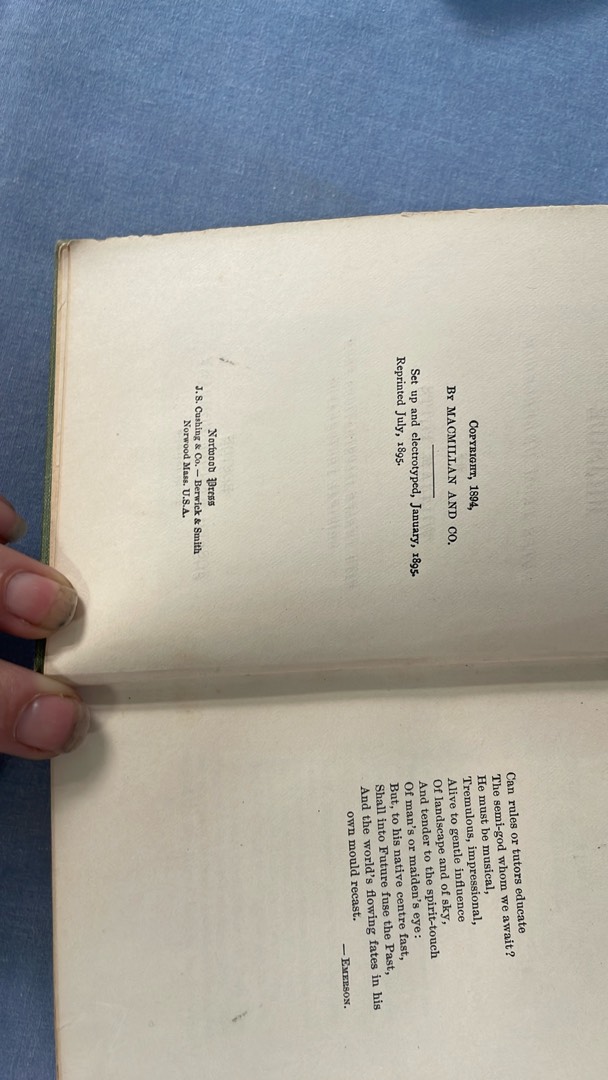 COPYRIGHT, 1894,
BY MACMILLAN AND CO.
Set up and electrotyped, January, 1895.
Reprinted July, 1895.
Norwood Press
J. S. Cushing & Co. — Berwick & Smith
Norwood Mass. U.S.A.
Can rules or tutors educate
The semi-god whom we await?
He must be musical,
Tremulous, impressional,
Alive to gentle influence
Of landscape and of sky,
And tender to the spirit-touch
Of man's or maiden's eye:
But, to his native centre fast,
Shall into Future fuse the Past,
And the world's flowing fates in his
own mould recast.
— EMERSON.